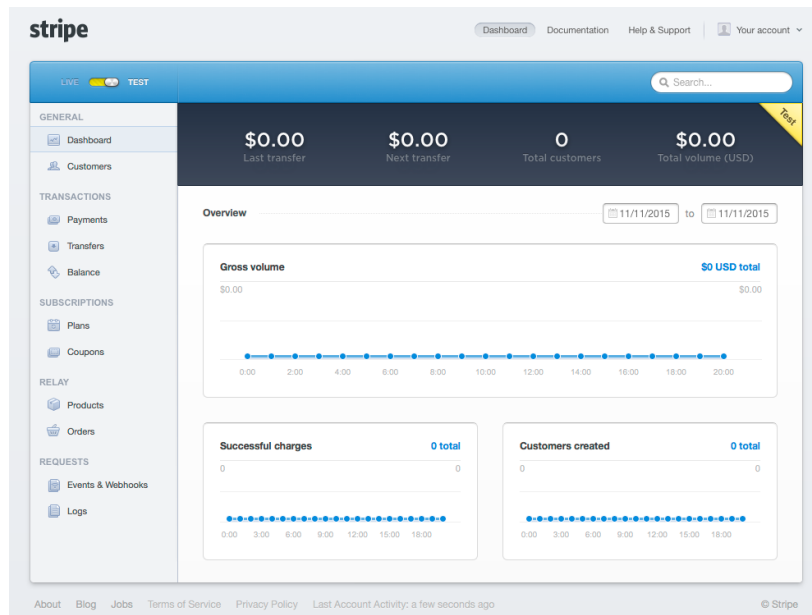 stripe
Dashboard Documentation Help & Support Your account
LIVE TEST
Search...
GENERAL
Dashboard
Customers
TRANSACTIONS
Payments
Transfers
Balance
SUBSCRIPTIONS
Plans
Coupons
RELAY
Products
Orders
REQUESTS
Events & Webhooks
Logs
$0.00 $0.00 0 $0.00
Last transfer Next transfer Total customers Total volume (USD)
Test
Overview 11/11/2015 to 11/11/2015
Gross volume $0 USD total
$0.00 $0.00
0:00 2:00 4:00 6:00 8:00 10:00 12:00 14:00 16:00 18:00 20:00
Successful charges 0 total
0 0
0:00 3:00 6:00 9:00 12:00 15:00 18:00
Customers created 0 total
0 0
0:00 3:00 6:00 9:00 12:00 15:00 18:00
About Blog Jobs Terms of Service Privacy Policy Last Account Activity: a few seconds ago © Stripe